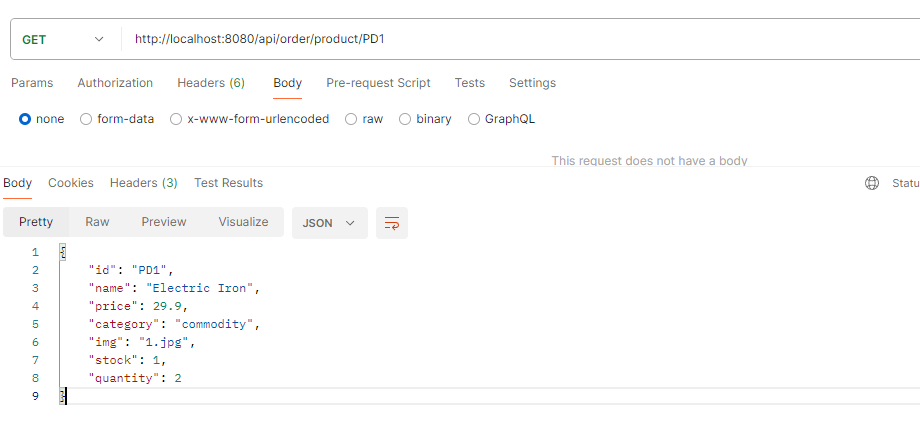 GET http://localhost:8080/api/order/product/PD1
Params Authorization Headers (6) Body Pre-request Script Tests Settings
none form-data x-www-form-urlencoded raw binary GraphQL
This request does not have a body
Body Cookies Headers (3) Test Results Statu
Pretty Raw Preview Visualize JSON
1 {
2 "id": "PD1",
3 "name": "Electric Iron",
4 "price": 29.9,
5 "category": "commodity",
6 "img": "1.jpg",
7 "stock": 1,
8 "quantity": 2
9 }